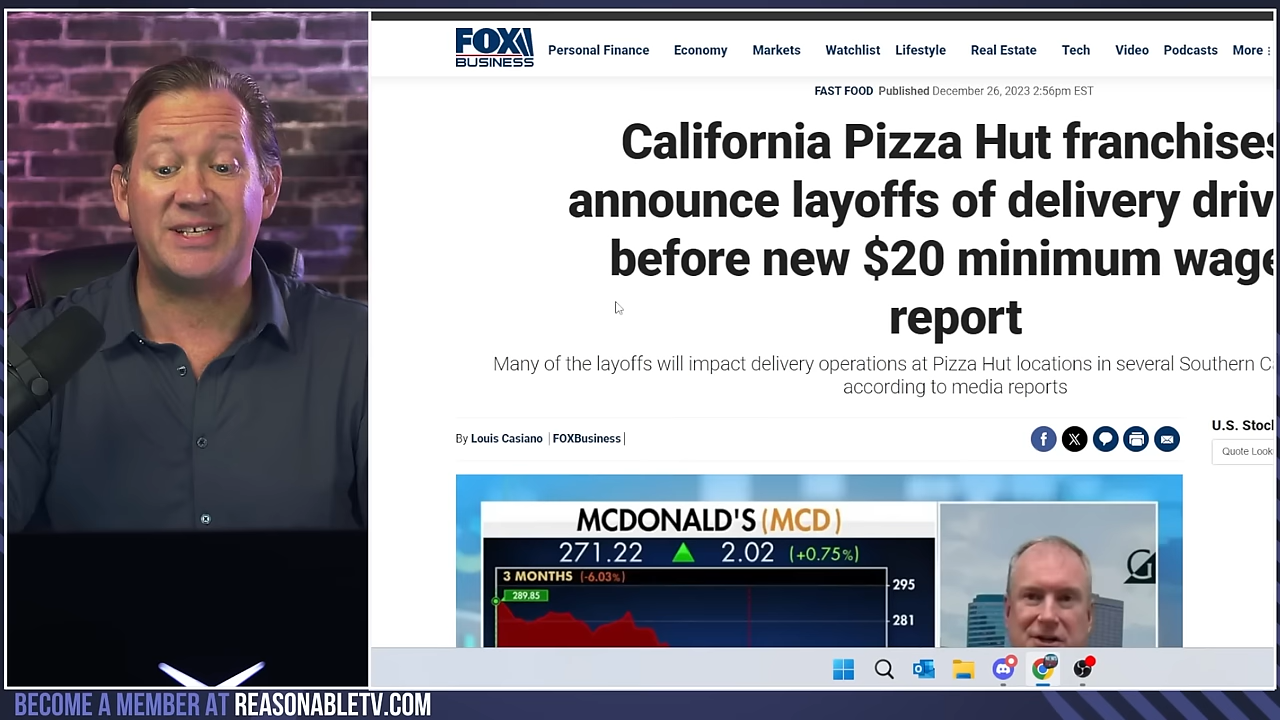 FOX
BUSINESS
Personal Finance Economy Markets Watchlist Lifestyle Real Estate Tech Video Podcasts More
FAST FOOD Published December 26, 2023 2:56pm EST
California Pizza Hut franchises
announce layoffs of delivery driv
before new $20 minimum wage
report
Many of the layoffs will impact delivery operations at Pizza Hut locations in several Southern C
according to media reports
By Louis Casiano | FOXBusiness |
U.S. Stoc
Quote Look
MCDONALD'S (MCD)
271.22 ▲ 2.02 (+0.75%)
3 MONTHS (-6.03%)
289.85
295
281
BECOME A MEMBER AT REASONABLETV.COM